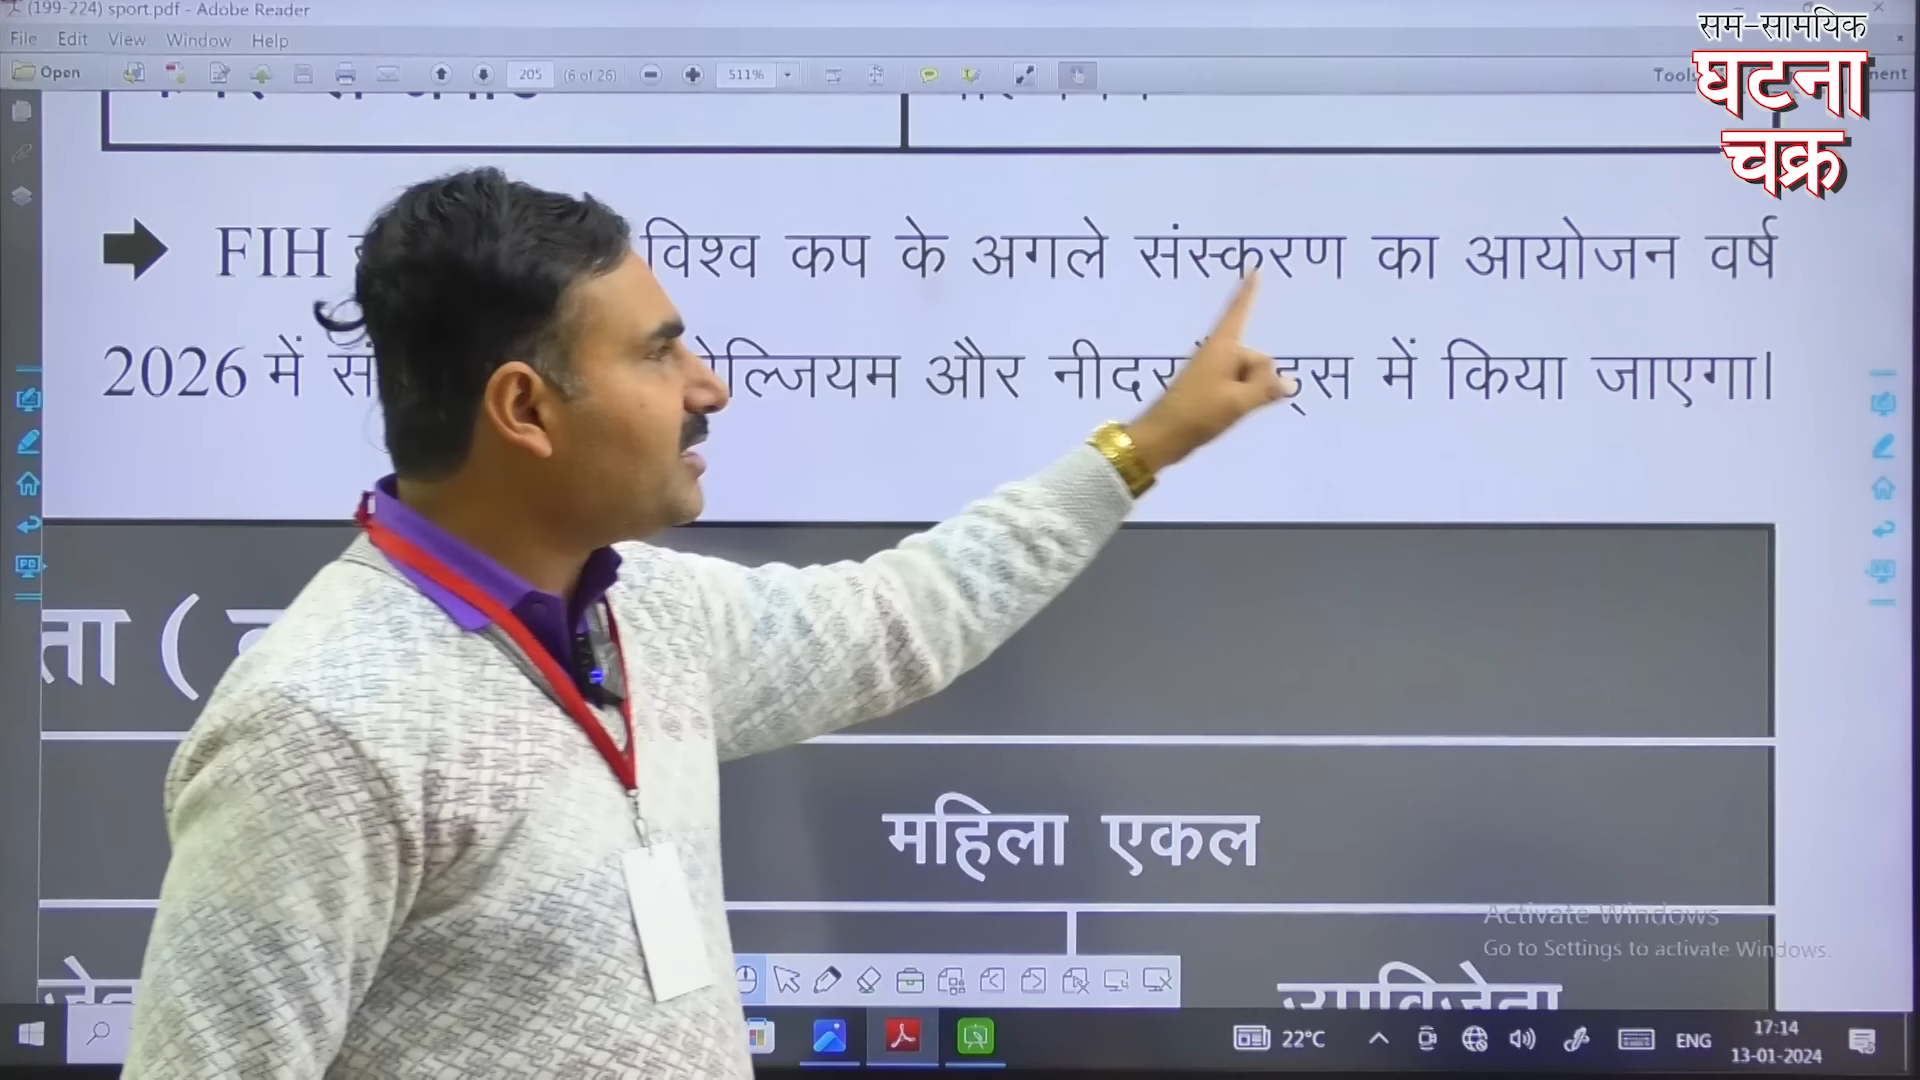 (199-224) sport.pdf - Adobe Reader
सम-सामयिक
घटना
चक्र
File Edit View Window Help
Open 205 (6 of 26) 511% Tools
FIH विश्व कप के अगले संस्करण का आयोजन वर्ष
2026 में बेल्जियम और नीदरलैंड्स में किया जाएगा।
महिला एकल
Activate Windows
Go to Settings to activate Windows.
उपविजेता
22°C ENG 17:14
13-01-2024